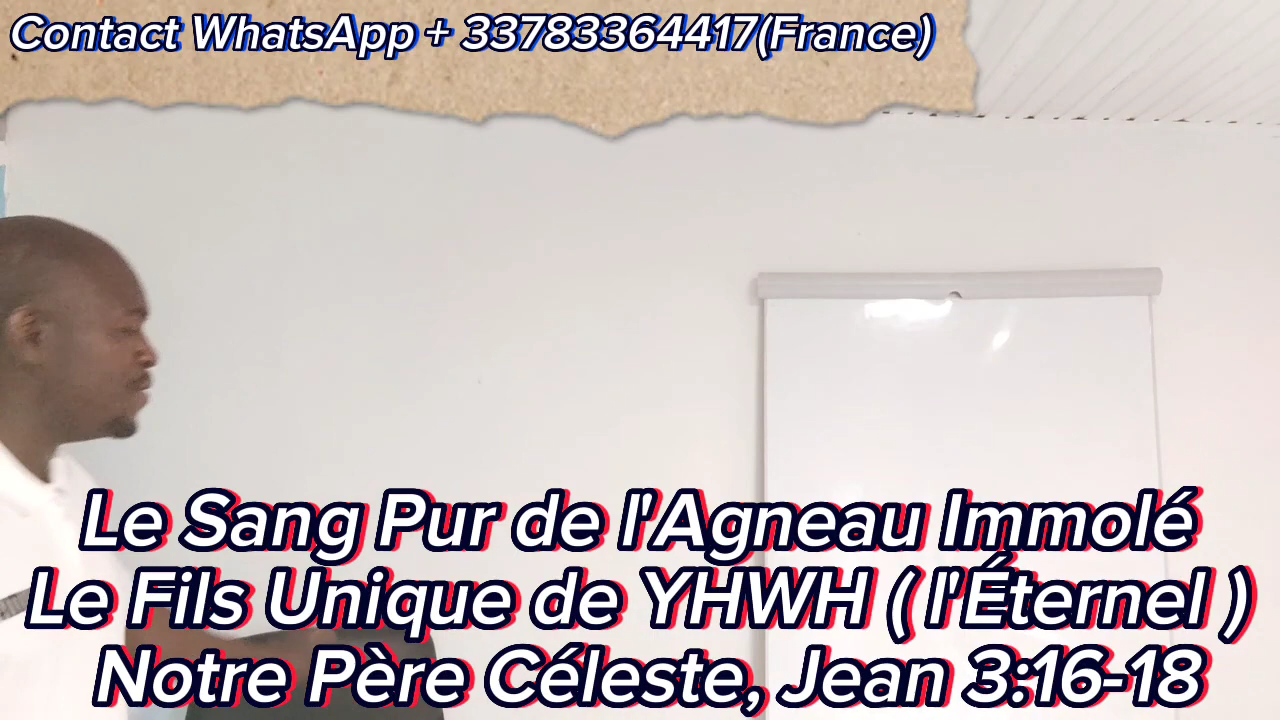 Contact WhatsApp + 33783364417(France)
Le Sang Pur de l'Agneau Immolé
Le Fils Unique de YHWH ( l'Éternel )
Notre Père Céleste, Jean 3:16-18